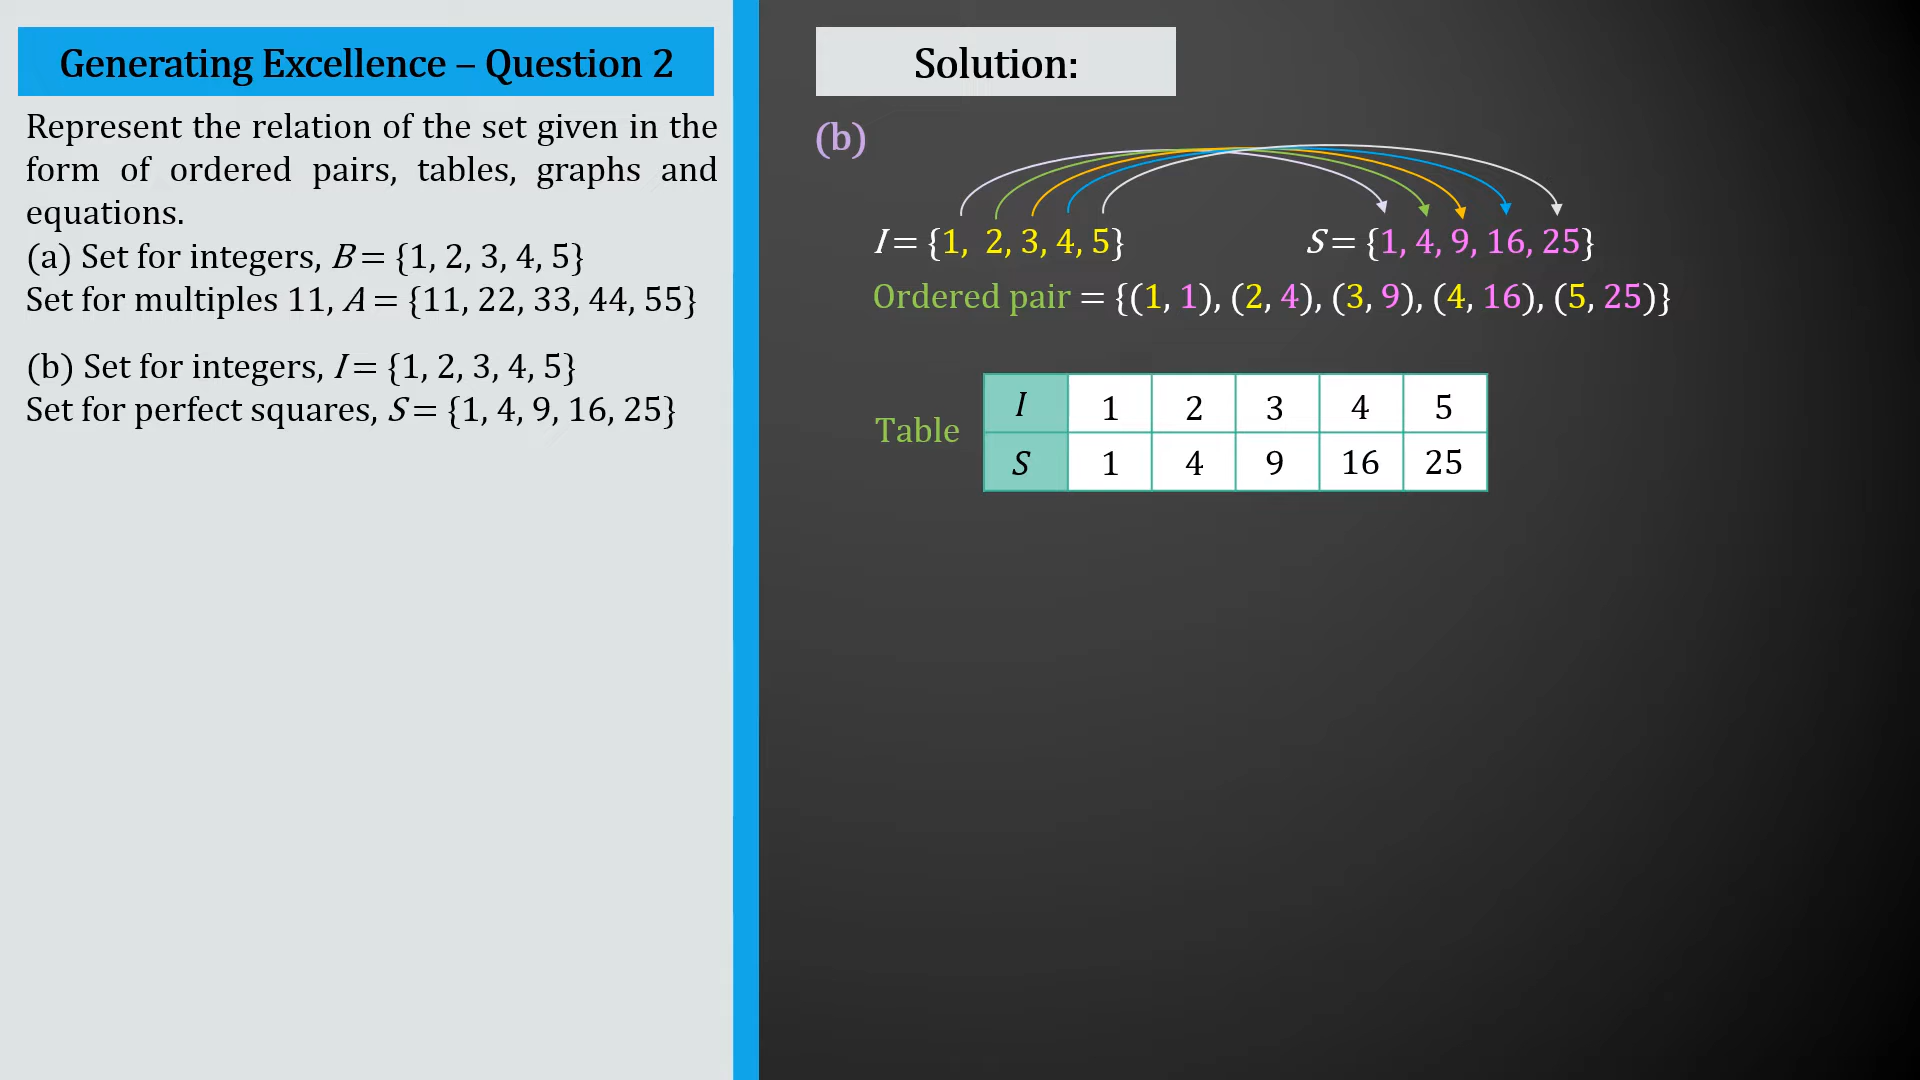 Generating Excellence – Question 2
Represent the relation of the set given in the
form of ordered pairs, tables, graphs and
equations.
(a) Set for integers, B = {1, 2, 3, 4, 5}
Set for multiples 11, A = {11, 22, 33, 44, 55}
(b) Set for integers, I = {1, 2, 3, 4, 5}
Set for perfect squares, S = {1, 4, 9, 16, 25}
Solution:
(b)
I = {1, 2, 3, 4, 5} S = {1, 4, 9, 16, 25}
Ordered pair = {(1, 1), (2, 4), (3, 9), (4, 16), (5, 25)}
Table
I 1 2 3 4 5
S 1 4 9 16 25